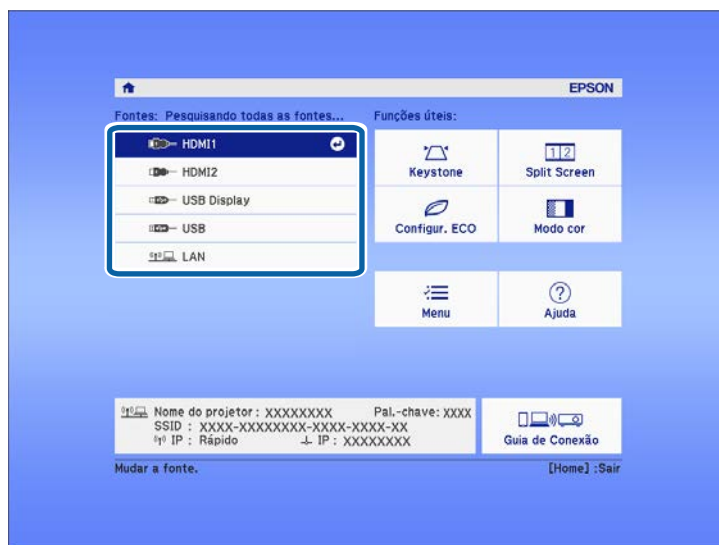 EPSON
Fontes: Pesquisando todas as fontes...
Funções úteis:
HDMI1
HDMI2
USB Display
USB
LAN
Keystone
Split Screen
1 2
Configur. ECO
Modo cor
Menu
Ajuda
Nome do projetor : XXXXXXXX Pal.-chave: XXXX
SSID : XXXX-XXXXXXXX-XXXX-XXXX-XX
IP : Rápido IP : XXXXXXXX
Guia de Conexão
Mudar a fonte.
[Home] :Sair